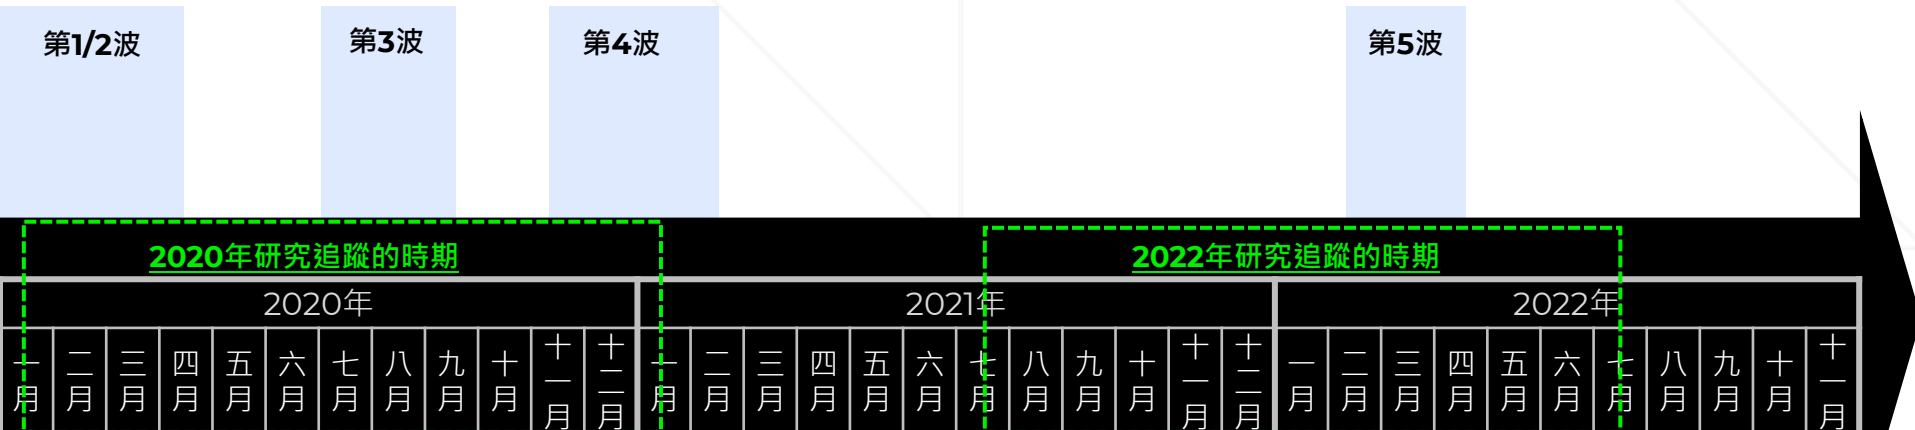 第1/2波
第3波
第4波
第5波
2020年研究追蹤的時期
2022年研究追蹤的時期
2020年
2021年
2022年
一月 二月 三月 四月 五月 六月 七月 八月 九月 十月 十一月 十二月 一月 二月 三月 四月 五月 六月 七月 八月 九月 十月 十一月 十二月 一月 二月 三月 四月 五月 六月 七月 八月 九月 十月 十一月